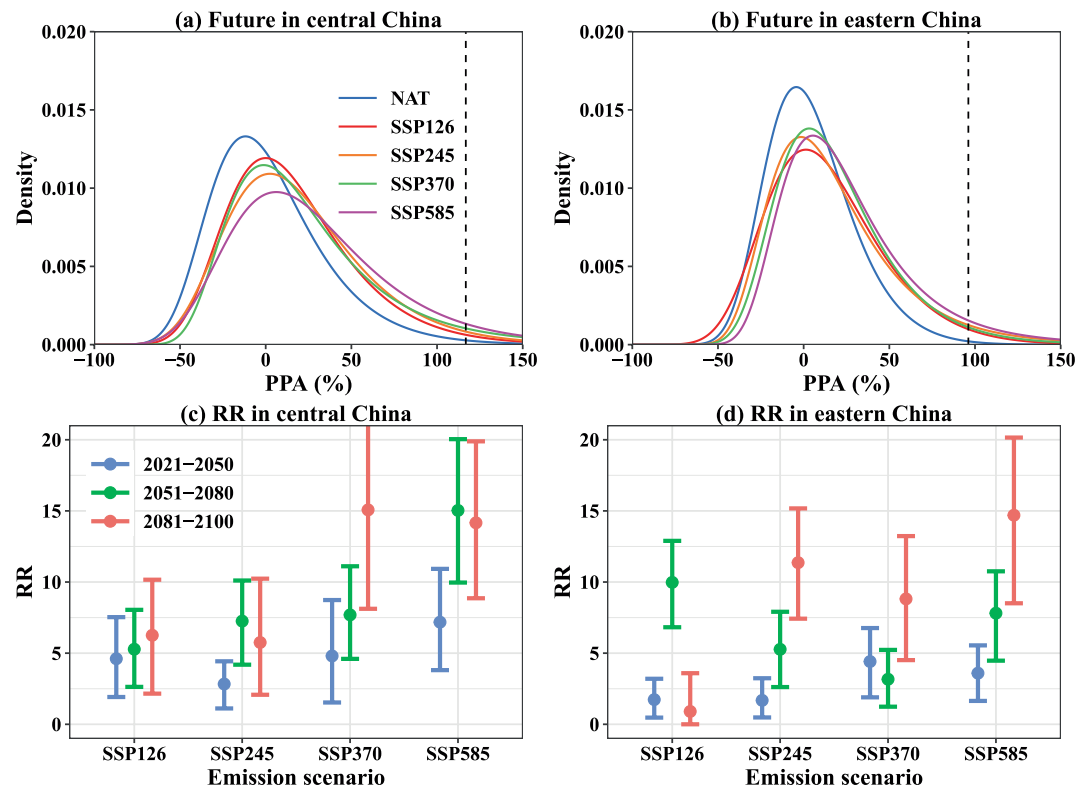 (a) Future in central China
0.020
0.015
0.010
0.005
0.000
Density
NAT
SSP126
SSP245
SSP370
SSP585
−100 −50 0 50 100 150
PPA (%)
(b) Future in eastern China
0.020
0.015
0.010
0.005
0.000
Density
−100 −50 0 50 100 150
PPA (%)
(c) RR in central China
20
15
10
5
0
RR
2021−2050
2051−2080
2081−2100
SSP126 SSP245 SSP370 SSP585
Emission scenario
(d) RR in eastern China
20
15
10
5
0
RR
SSP126 SSP245 SSP370 SSP585
Emission scenario